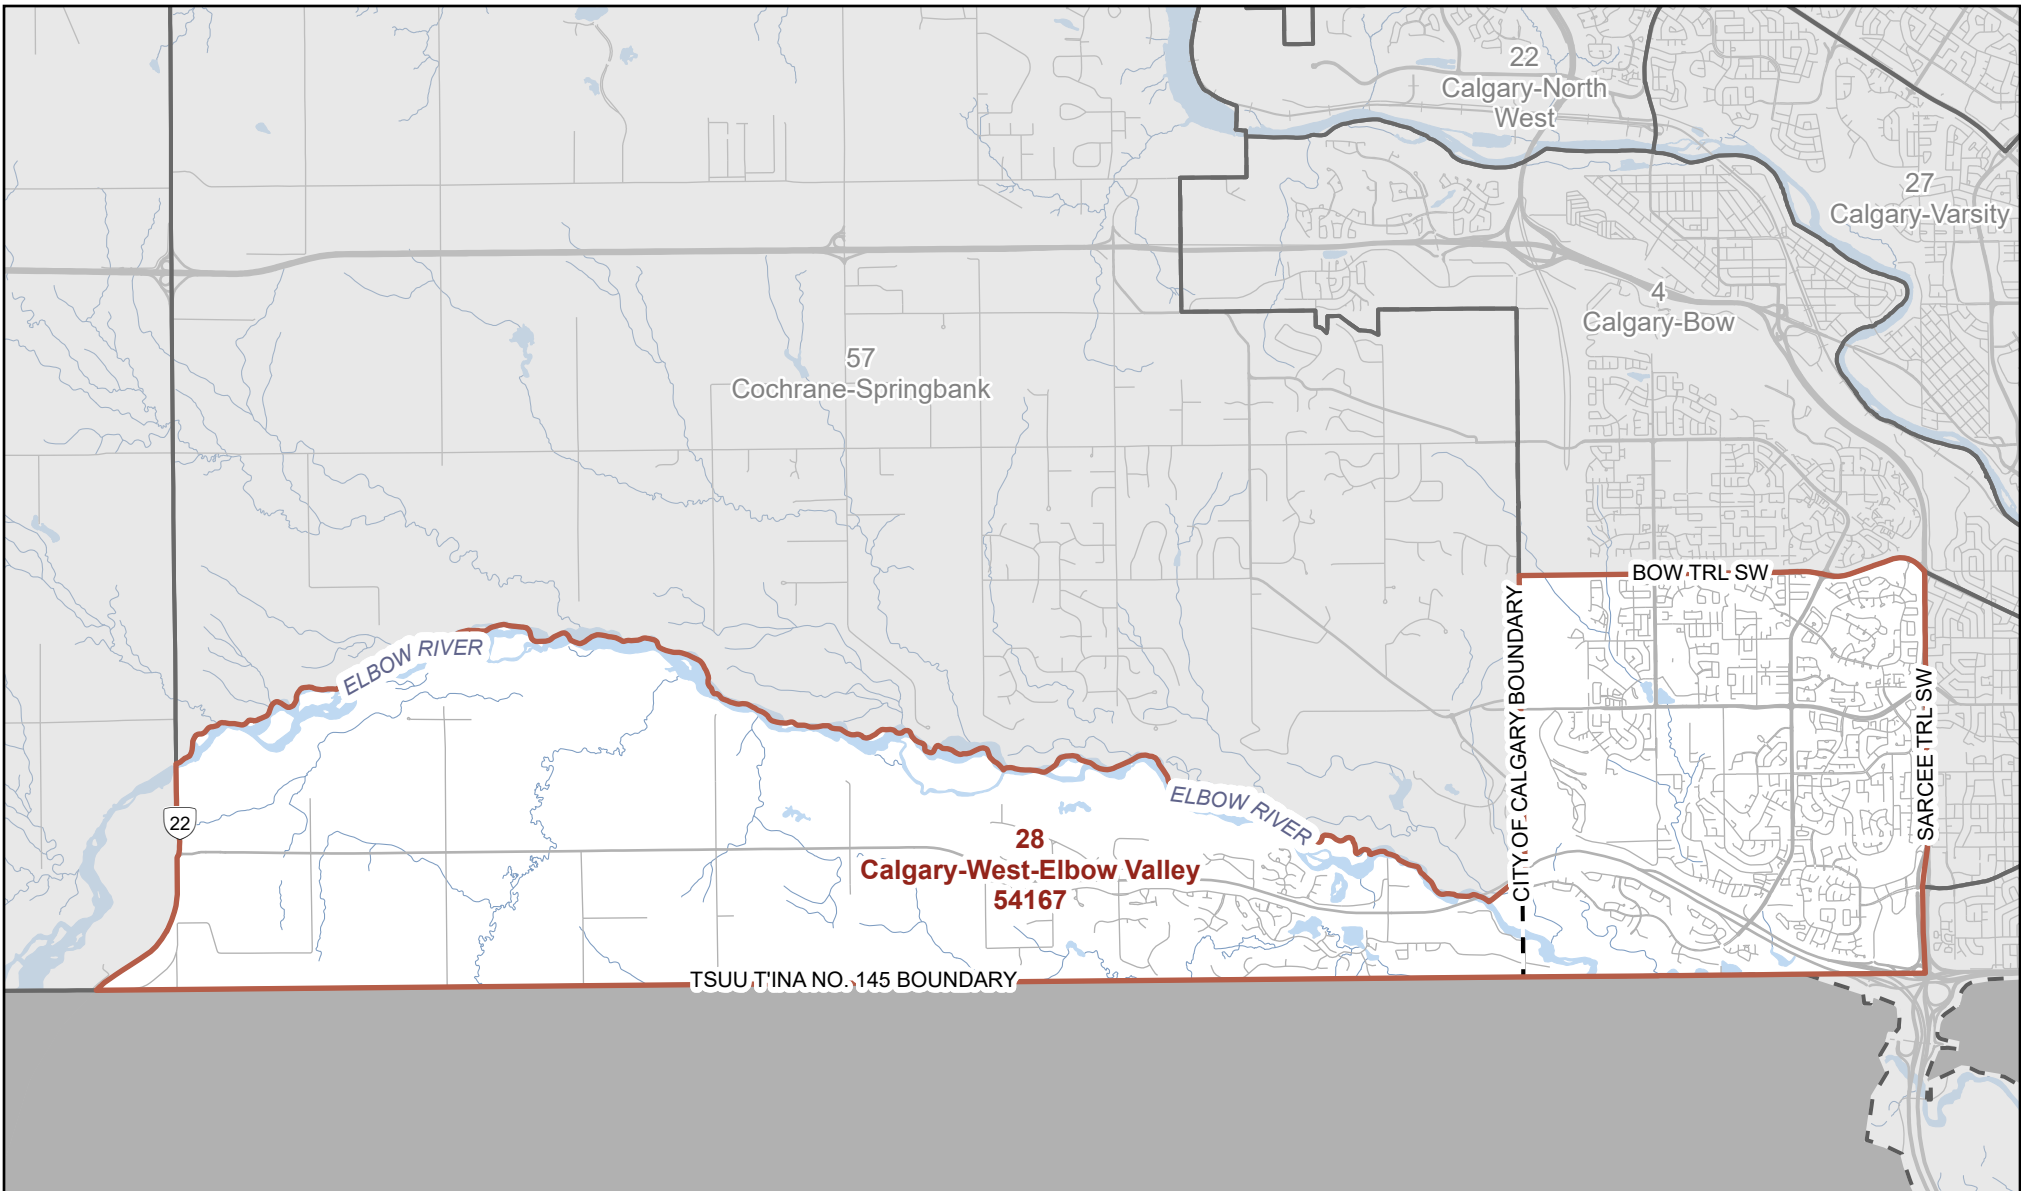 22
Calgary-North
West
27
Calgary-Varsity
4
Calgary-Bow
57
Cochrane-Springbank
BOW TRL SW
CITY OF CALGARY BOUNDARY
SARCEE TRL SW
ELBOW RIVER
ELBOW RIVER
22
28
Calgary-West-Elbow Valley
54167
TSUU T'INA NO. 145 BOUNDARY